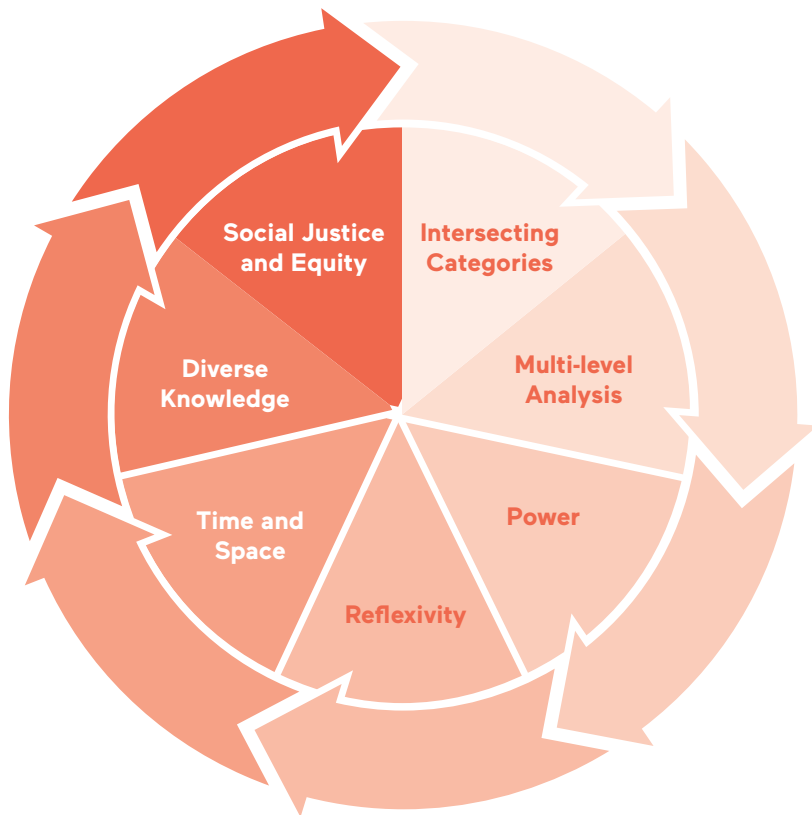 Social Justice
and Equity
Intersecting
Categories
Multi-level
Analysis
Power
Reflexivity
Time and
Space
Diverse
Knowledge